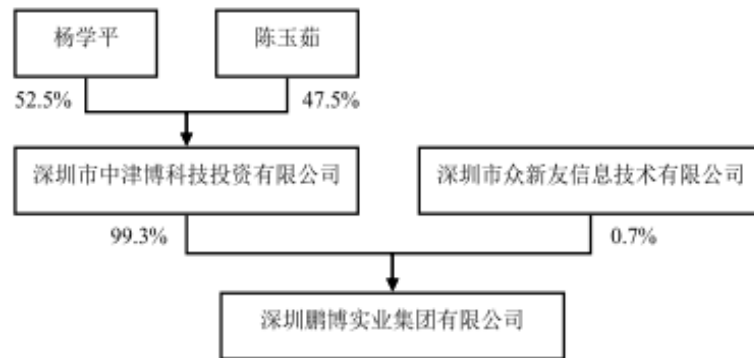 杨学平
陈玉茹
52.5%
47.5%
深圳市中津博科技投资有限公司
深圳市众新友信息技术有限公司
99.3%
0.7%
深圳鹏博实业集团有限公司